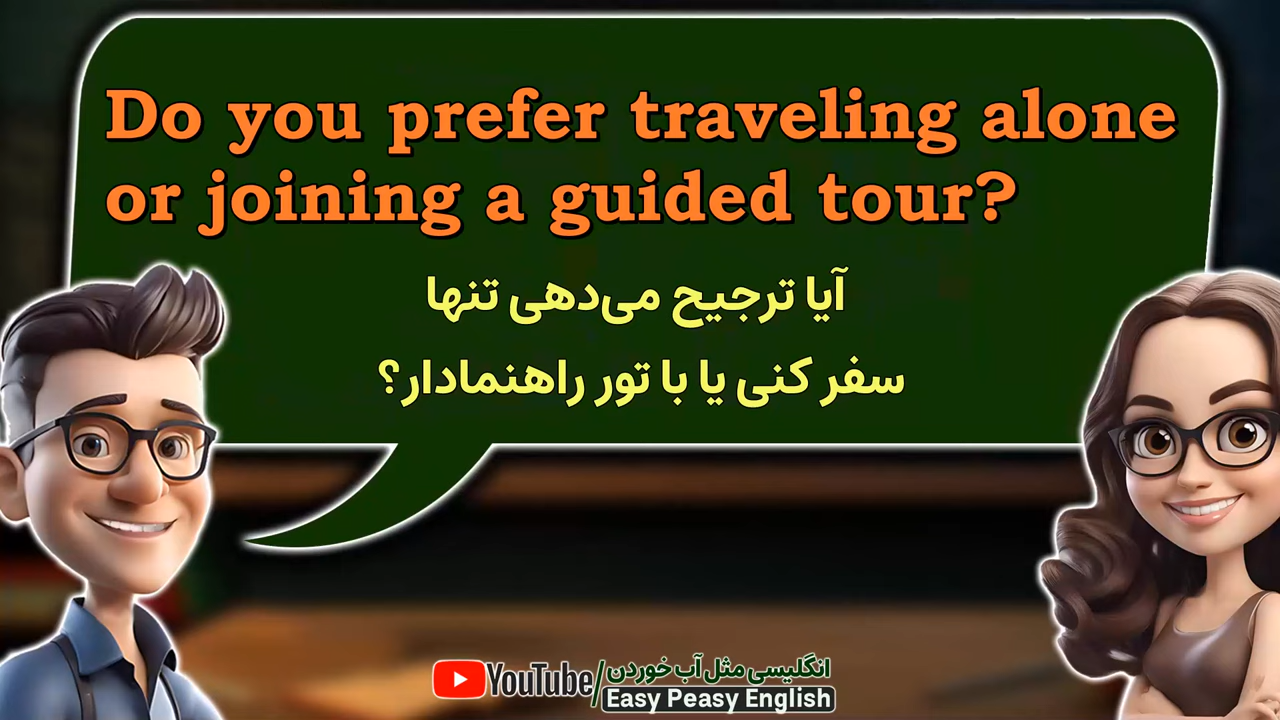 Do you prefer traveling alone
or joining a guided tour?
آیا ترجیح می‌دهی تنها
سفر کنی یا با تور راهنمادار؟
YouTube/انگلیسی مثل آب خوردن
Easy Peasy English